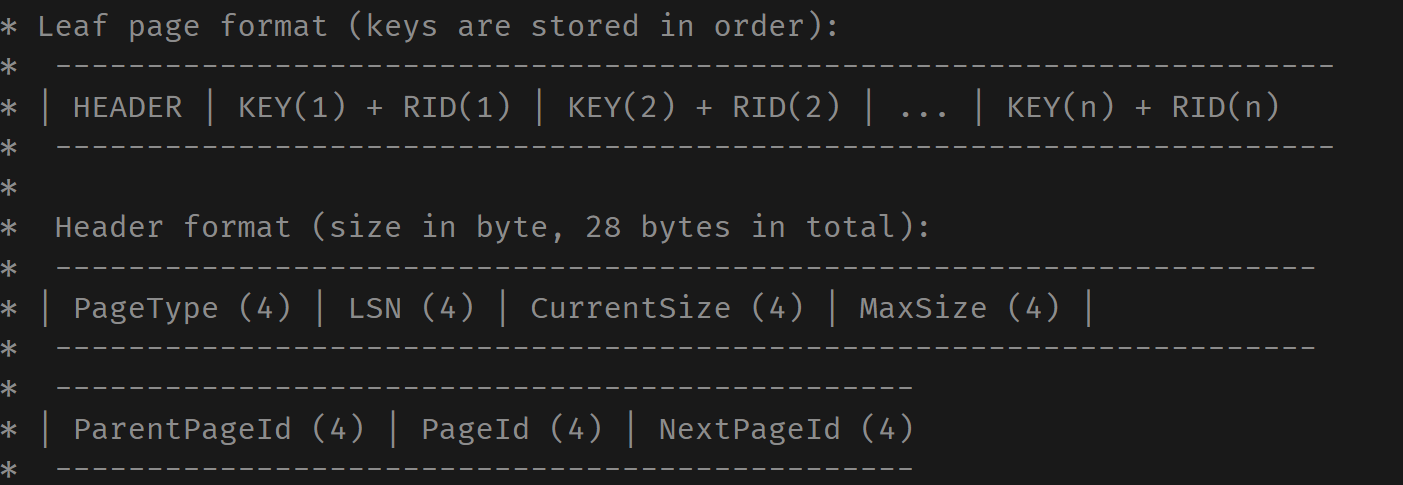 * Leaf page format (keys are stored in order):
*  ----------------------------------------------------------------------
* | HEADER | KEY(1) + RID(1) | KEY(2) + RID(2) | ... | KEY(n) + RID(n)
*  ----------------------------------------------------------------------
*
*  Header format (size in byte, 28 bytes in total):
*  ---------------------------------------------------------------------
* | PageType (4) | LSN (4) | CurrentSize (4) | MaxSize (4) |
*  ---------------------------------------------------------------------
*  -----------------------------------------------
* | ParentPageId (4) | PageId (4) | NextPageId (4)
*  -----------------------------------------------